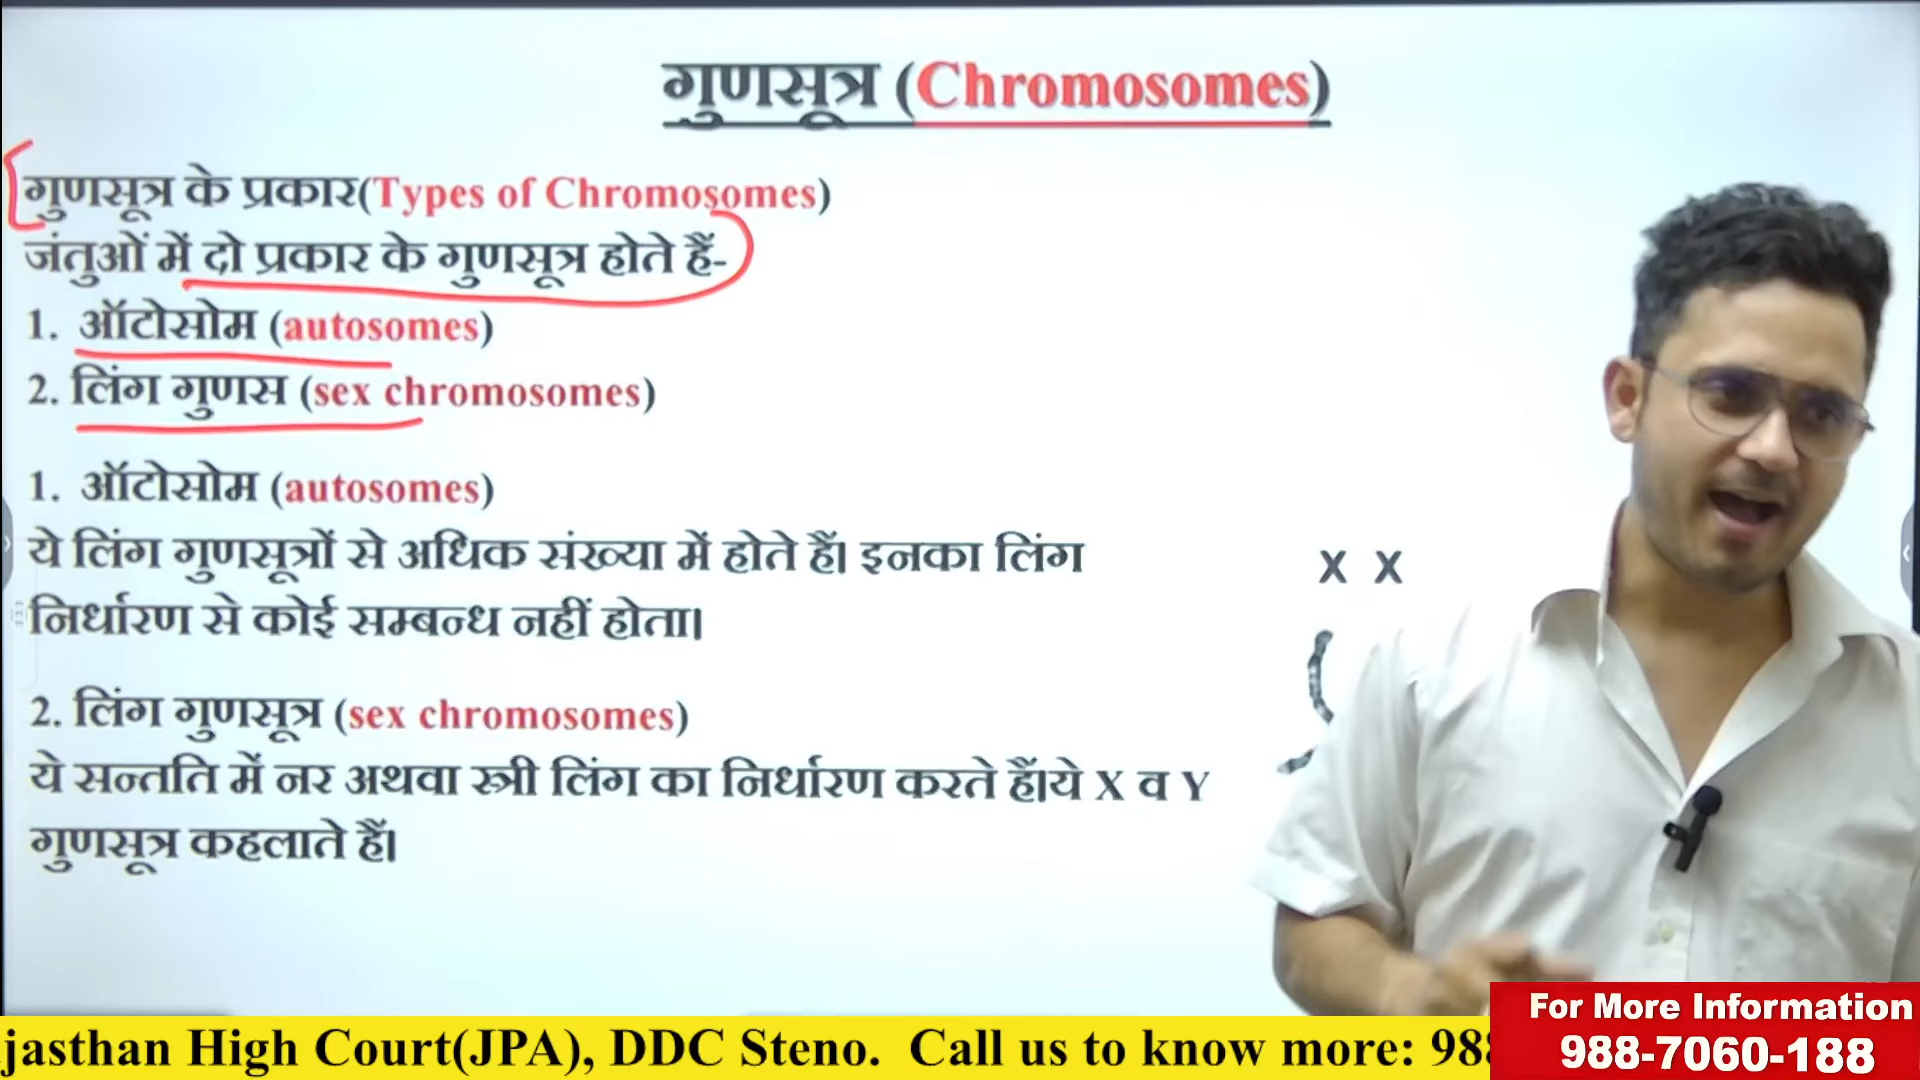 गुणसूत्र (Chromosomes)
गुणसूत्र के प्रकार(Types of Chromosomes)
जंतुओं में दो प्रकार के गुणसूत्र होते हैं-
1. ऑटोसोम (autosomes)
2. लिंग गुणस (sex chromosomes)
1. ऑटोसोम (autosomes)
ये लिंग गुणसूत्रों से अधिक संख्या में होते हैं। इनका लिंग
निर्धारण से कोई सम्बन्ध नहीं होता।
X X
2. लिंग गुणसूत्र (sex chromosomes)
ये सन्तति में नर अथवा स्त्री लिंग का निर्धारण करते हैं।ये X व Y
गुणसूत्र कहलाते हैं।
For More Information
988-7060-188
jasthan High Court(JPA), DDC Steno. Call us to know more: 98